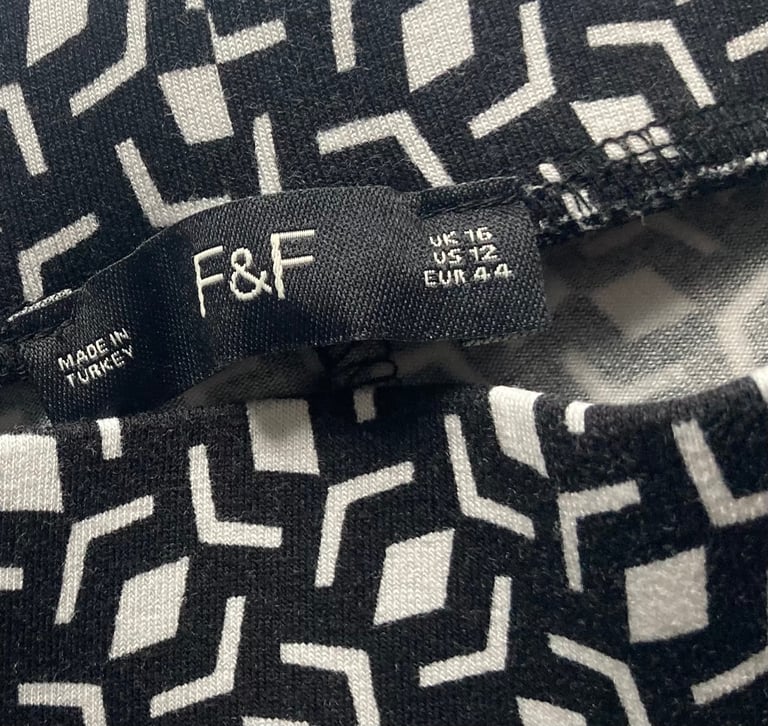 F&F
UK 16
US 12
EUR 44
MADE IN
TURKEY